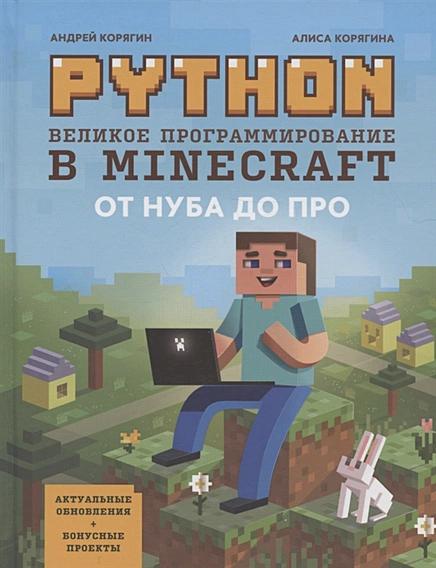 АНДРЕЙ КОРЯГИН
АЛИСА КОРЯГИНА
PYTHON
ВЕЛИКОЕ ПРОГРАММИРОВАНИЕ
В MINECRAFT
ОТ НУБА ДО ПРО
АКТУАЛЬНЫЕ
ОБНОВЛЕНИЯ
+
БОНУСНЫЕ
ПРОЕКТЫ